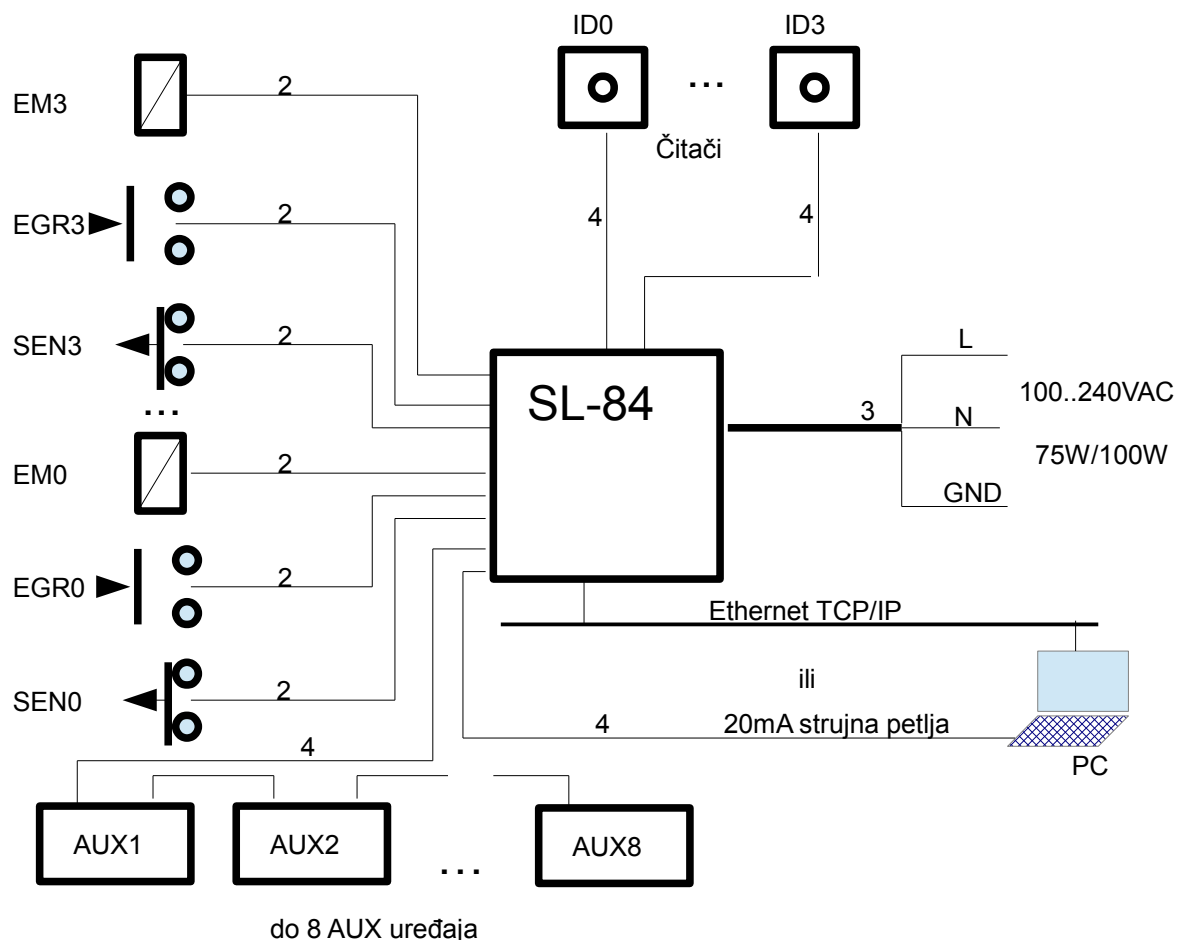 ID0
ID3
EM3
2
...
Čitači
EGR3
2
4
4
SEN3
2
...
SL-84
L
100..240VAC
3
N
75W/100W
GND
EM0
2
EGR0
2
Ethernet TCP/IP
SEN0
2
ili
4
20mA strujna petlja
4
PC
AUX1
AUX2
...
AUX8
do 8 AUX uređaja